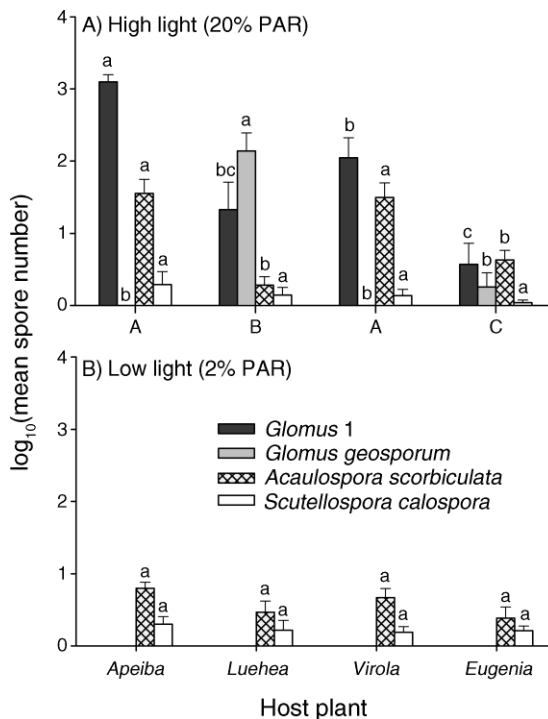 A) High light (20% PAR)
4
3
2
1
0
a
b
a
a
bc
a
b
a
b
b
a
a
c
b
b
a
A
B
A
C
log10(mean spore number)
B) Low light (2% PAR)
4
3
2
1
0
Glomus 1
Glomus geosporum
Acaulospora scorbiculata
Scutellospora calospora
a
a
a
a
a
a
a
a
Apeiba
Luehea
Virola
Eugenia
Host plant